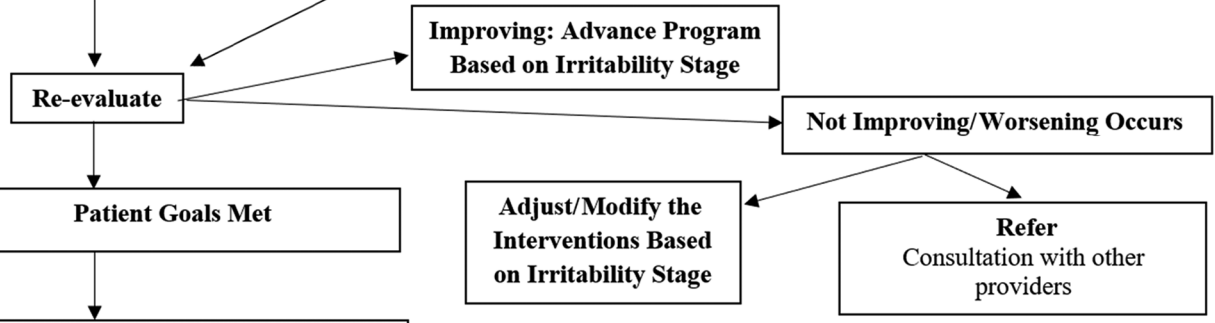 Improving: Advance Program
Based on Irritability Stage
Re-evaluate
Not Improving/Worsening Occurs
Patient Goals Met
Adjust/Modify the
Interventions Based
on Irritability Stage
Refer
Consultation with other
providers